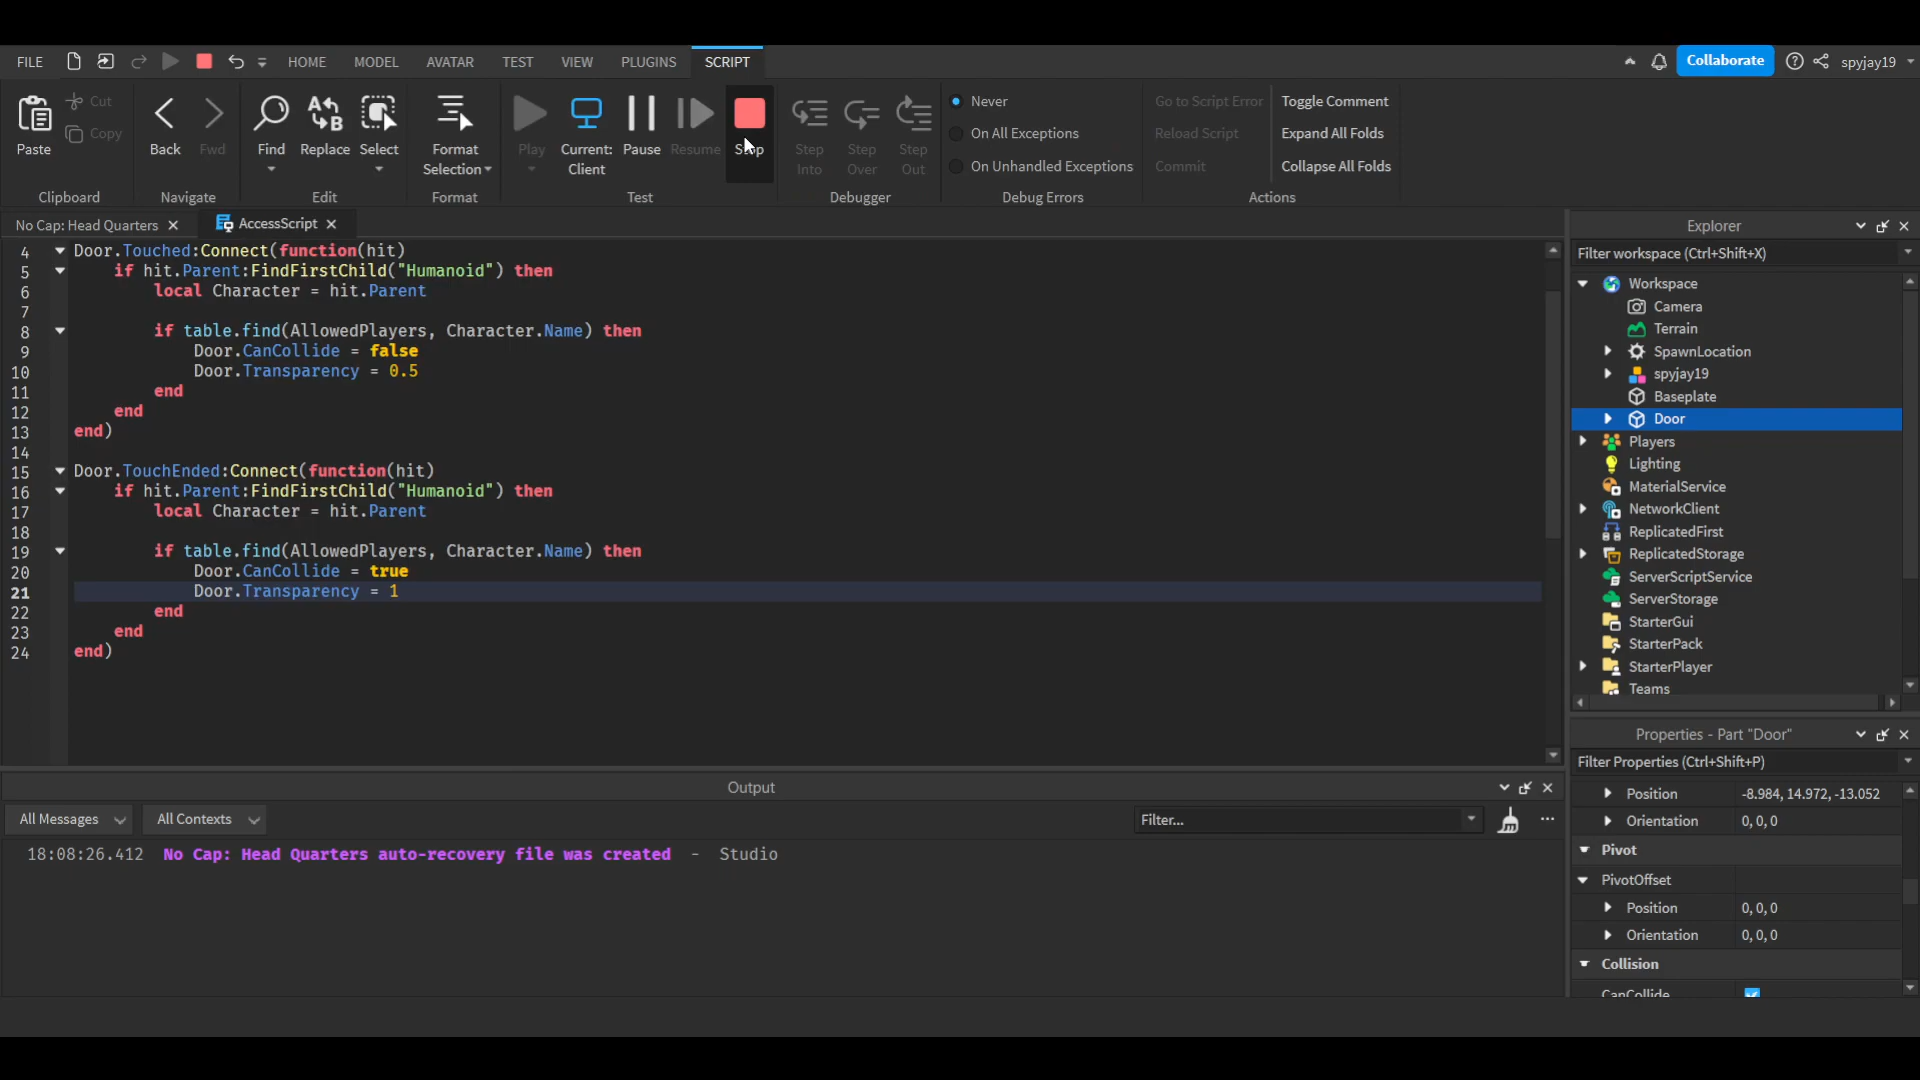 FILE HOME MODEL AVATAR TEST VIEW PLUGINS SCRIPT Collaborate spyjay19
Paste Cut Copy
Clipboard
Back Fwd
Navigate
Find Replace Select
Edit
Format Selection
Format
Play Current: Client Pause Resume Stop
Test
Step Into Step Over Step Out
Debugger
Never
On All Exceptions
On Unhandled Exceptions
Debug Errors
Go to Script Error Toggle Comment
Reload Script Expand All Folds
Commit Collapse All Folds
Actions
No Cap: Head Quarters AccessScript
4 Door.Touched:Connect(function(hit)
5 if hit.Parent:FindFirstChild("Humanoid") then
6 local Character = hit.Parent
7
8 if table.find(AllowedPlayers, Character.Name) then
9 Door.CanCollide = false
10 Door.Transparency = 0.5
11 end
12 end
13 end)
14
15 Door.TouchEnded:Connect(function(hit)
16 if hit.Parent:FindFirstChild("Humanoid") then
17 local Character = hit.Parent
18
19 if table.find(AllowedPlayers, Character.Name) then
20 Door.CanCollide = true
21 Door.Transparency = 1
22 end
23 end
24 end)
Output
All Messages All Contexts Filter... ...
18:08:26.412 No Cap: Head Quarters auto-recovery file was created - Studio
Explorer
Filter workspace (Ctrl+Shift+X)
Workspace
Camera
Terrain
SpawnLocation
spyjay19
Baseplate
Door
Players
Lighting
MaterialService
NetworkClient
ReplicatedFirst
ReplicatedStorage
ServerScriptService
ServerStorage
StarterGui
StarterPack
StarterPlayer
Teams
Properties - Part "Door"
Filter Properties (Ctrl+Shift+P)
Position -8.984, 14.972, -13.052
Orientation 0, 0, 0
Pivot
PivotOffset
Position 0, 0, 0
Orientation 0, 0, 0
Collision
CanCollide